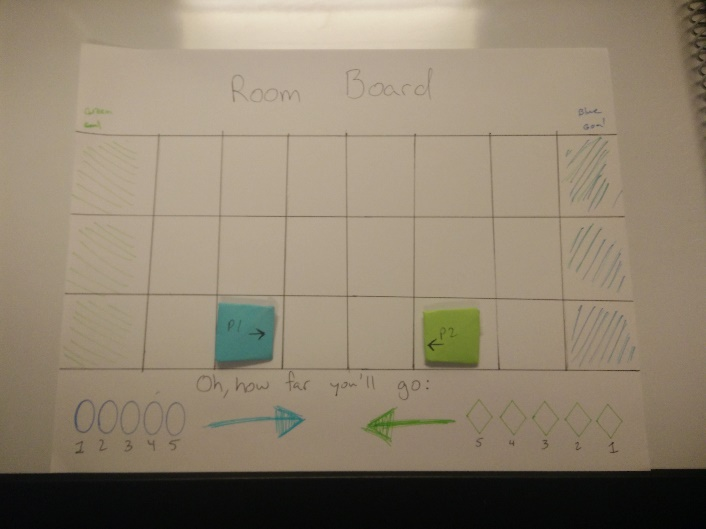 Room Board
Green
Goal
Blue
Goal
P1 →
← P2
Oh, how far you'll go:
1 2 3 4 5
5 4 3 2 1